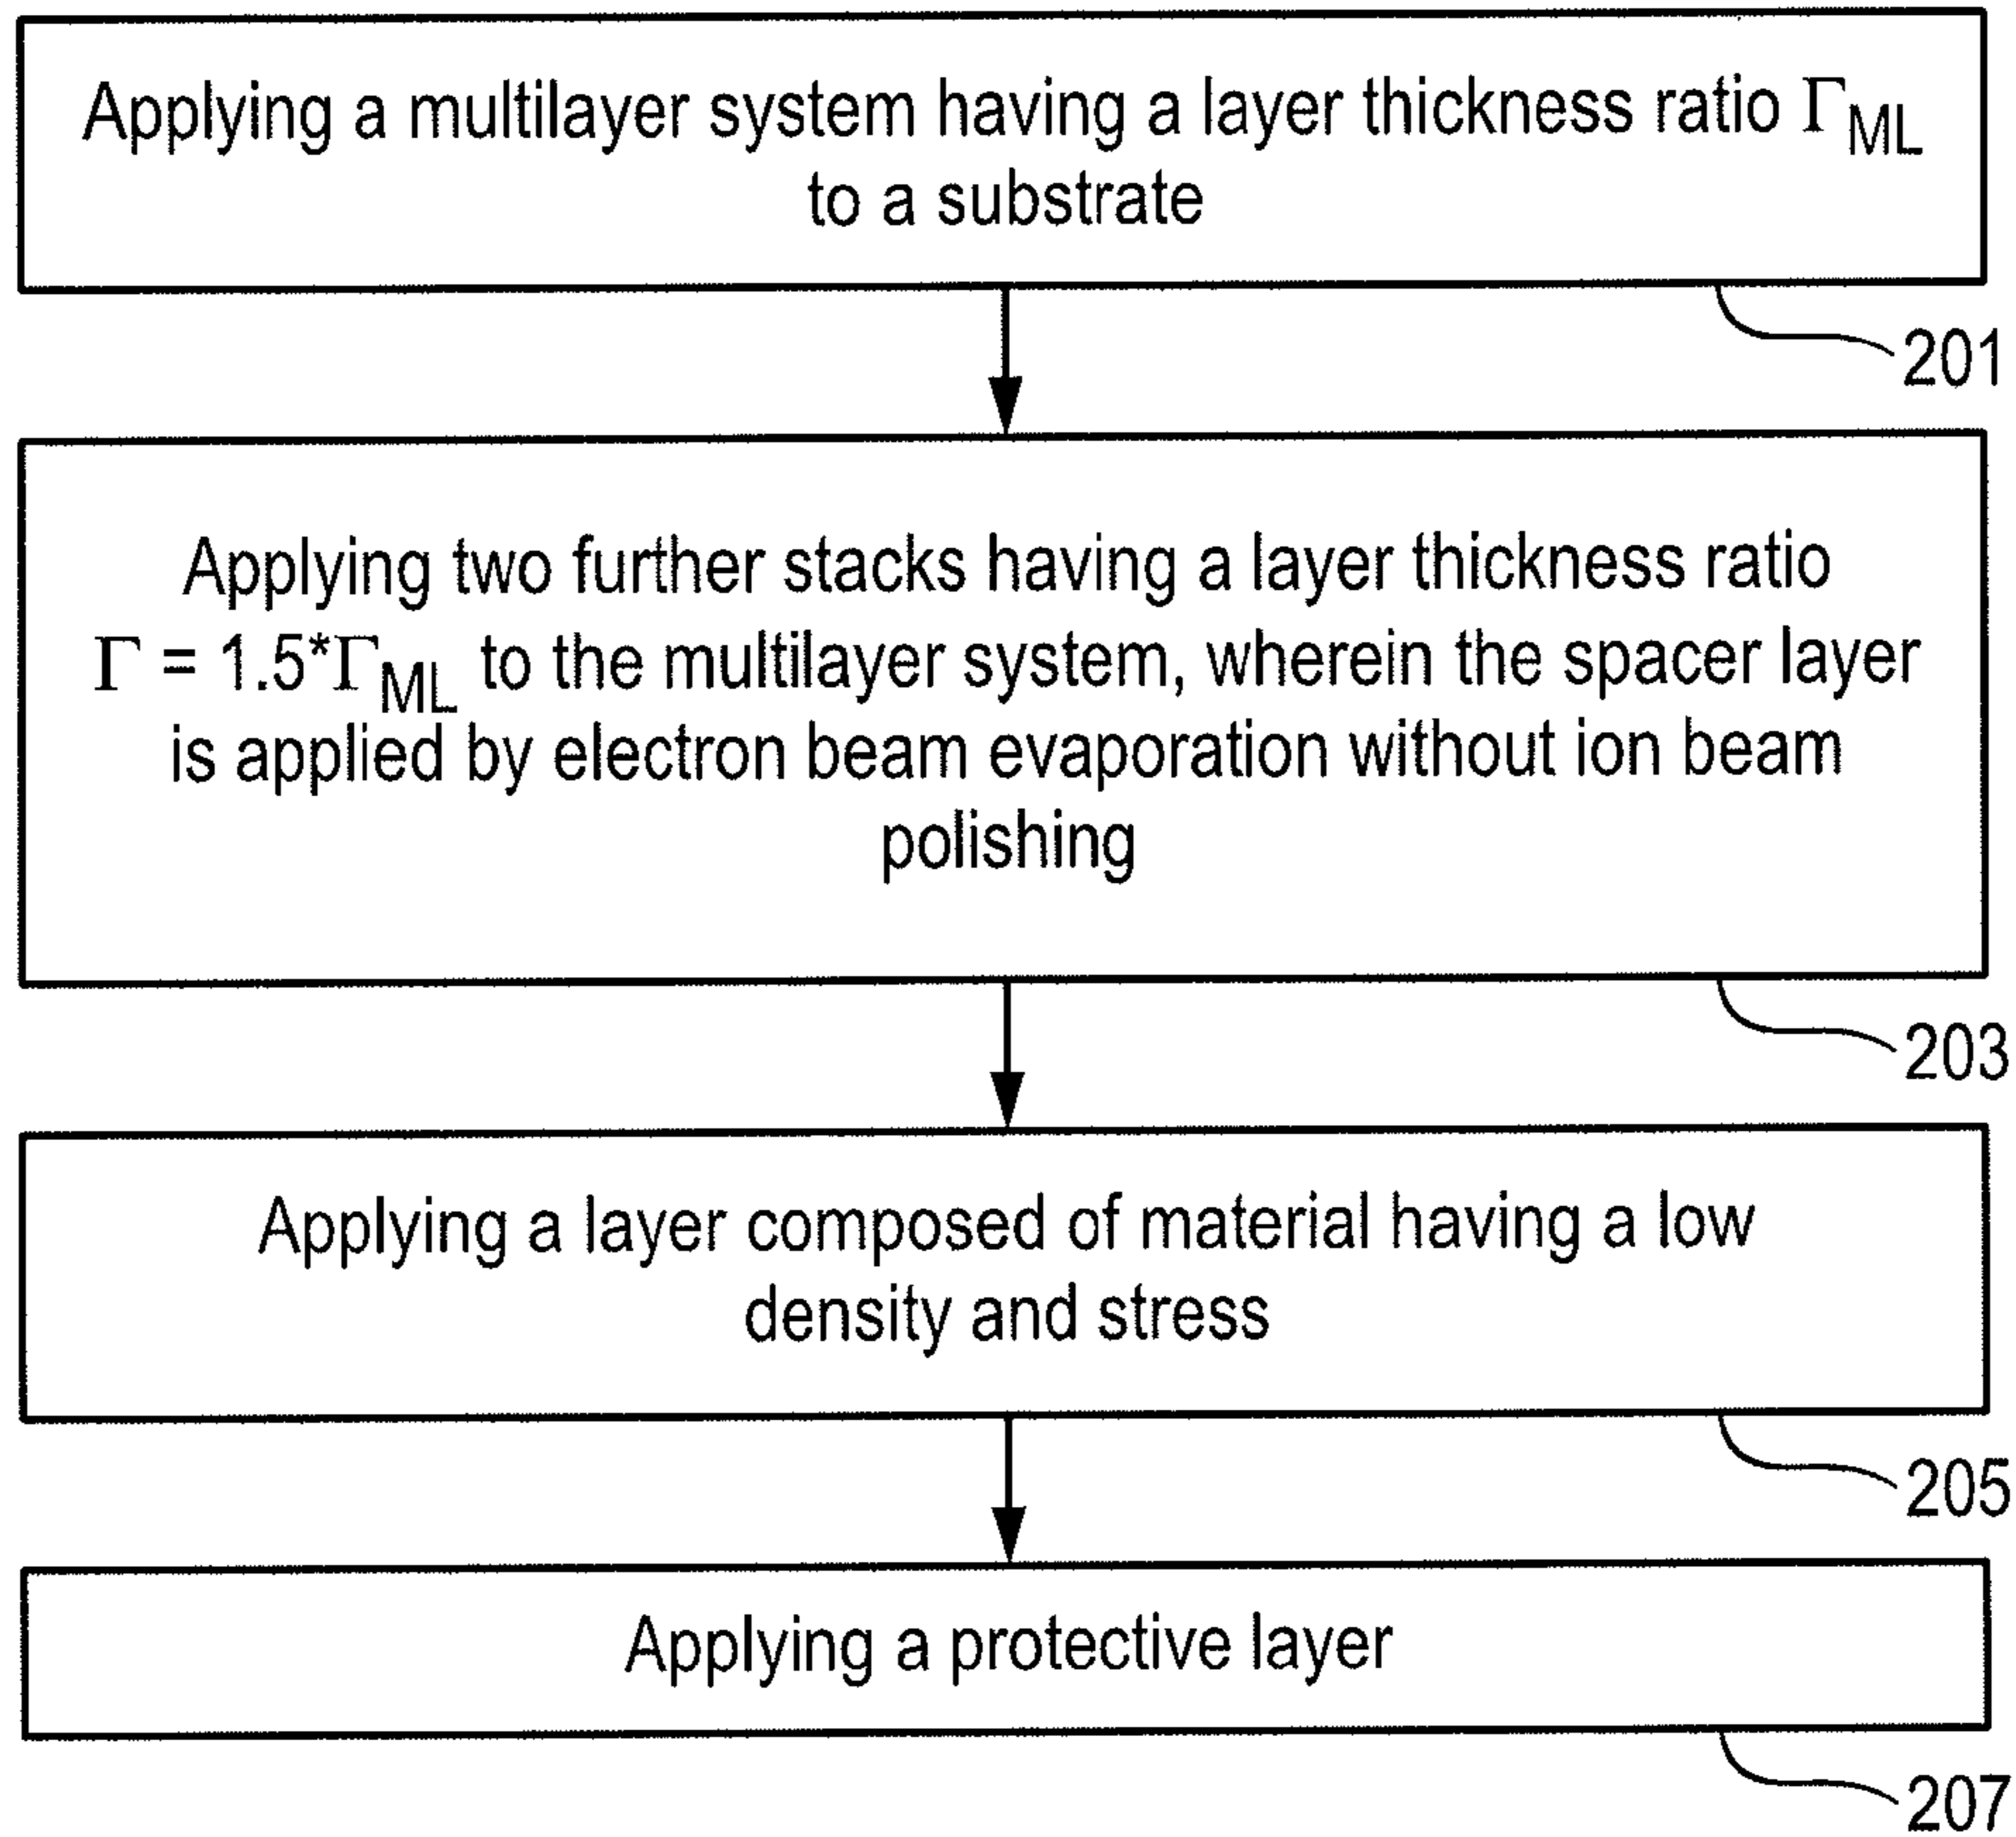 Applying a multilayer system having a layer thickness ratio Γ_ML
to a substrate
201
Applying two further stacks having a layer thickness ratio
Γ = 1.5*Γ_ML to the multilayer system, wherein the spacer layer
is applied by electron beam evaporation without ion beam
polishing
203
Applying a layer composed of material having a low
density and stress
205
Applying a protective layer
207